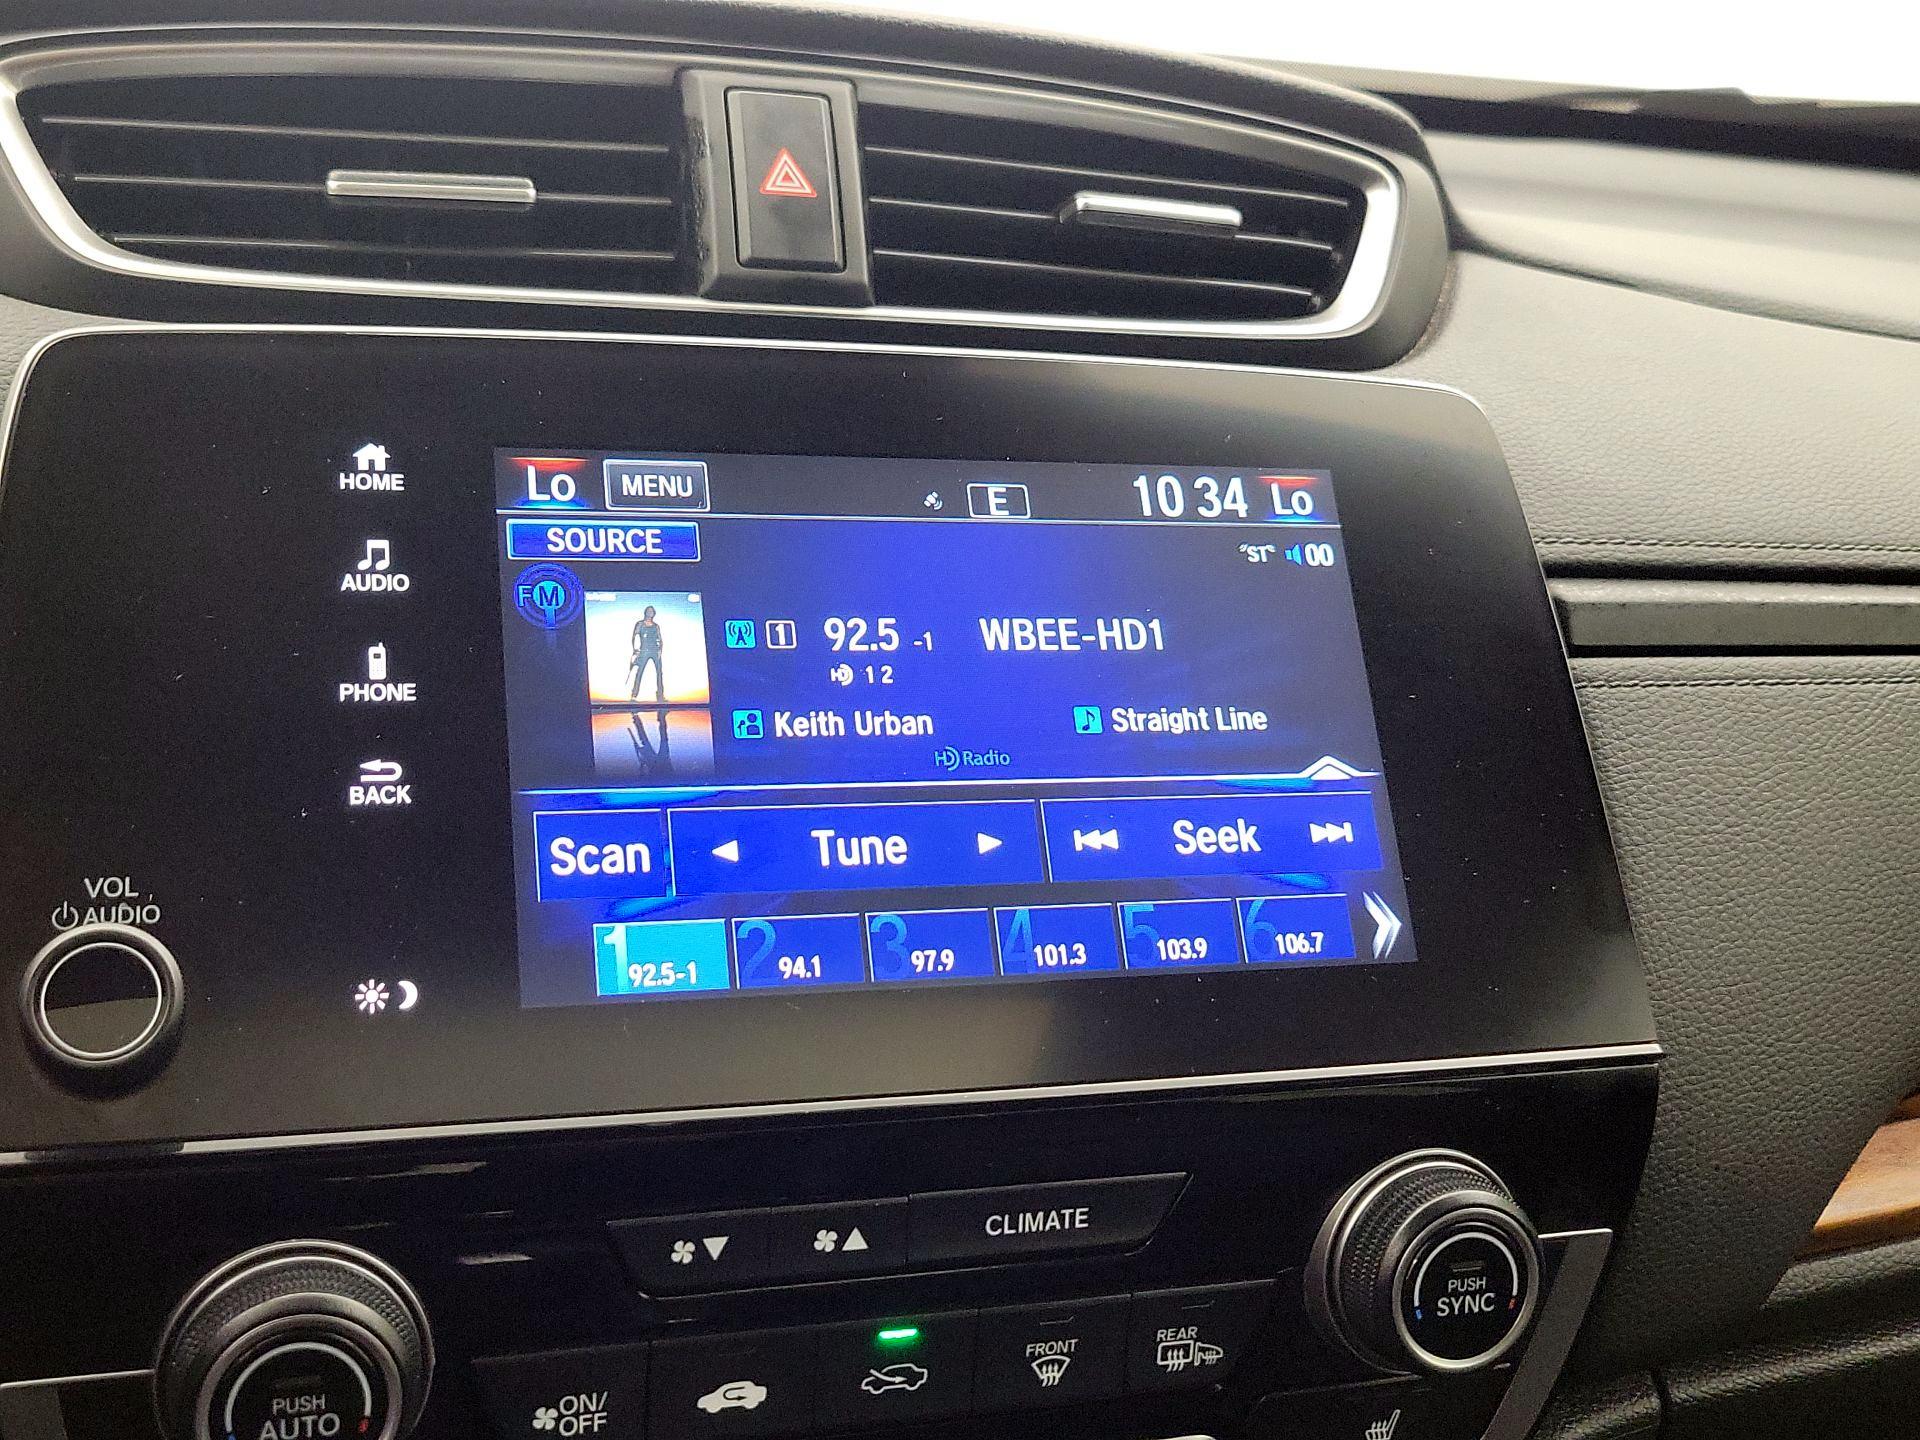 HOME
AUDIO
PHONE
BACK
VOL
AUDIO
Lo MENU E 10 34 Lo
SOURCE
"ST" 00
FM
1 92.5 -1 WBEE-HD1
HD 1 2
Keith Urban Straight Line
HD Radio
Scan Tune Seek
1 92.5-1 2 94.1 3 97.9 4 101.3 5 103.9 6 106.7
CLIMATE
PUSH
AUTO
ON/
OFF
FRONT
REAR
PUSH
SYNC